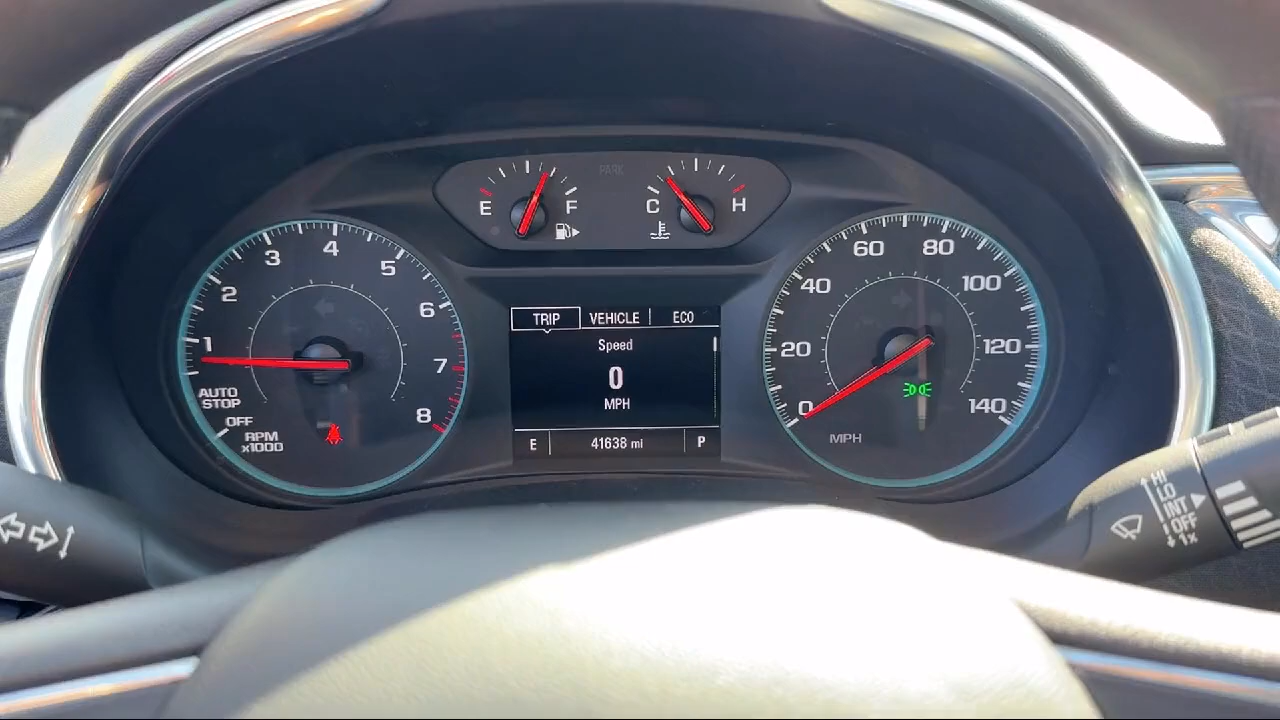 PARK
E F
C H
1
2
3
4
5
6
7
8
AUTO
STOP
OFF
RPM
x1000
TRIP VEHICLE ECO
Speed
0
MPH
E 41638 mi P
0
20
40
60
80
100
120
140
MPH
HI
LO
INT
OFF
1x